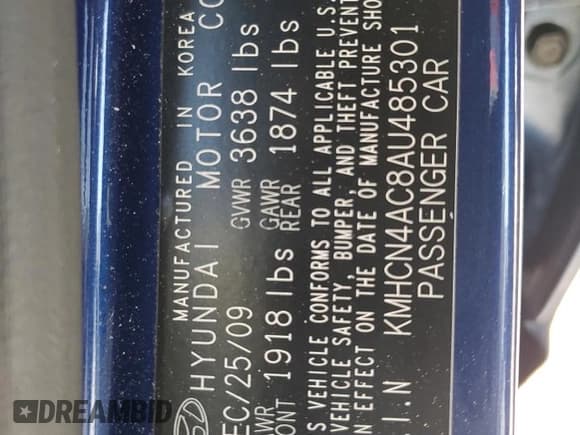 MANUFACTURED IN KOREA
HYUNDAI MOTOR CO
EC/25/09 GVWR 3638 lbs
AWR GAWR
ONT 1918 lbs REAR 1874 lbs
S VEHICLE CONFORMS TO ALL APPLICABLE U.S.
VEHICLE SAFETY, BUMPER, AND THEFT PREVENT
N EFFECT ON THE DATE OF MANUFACTURE SHO
.I.N KMHCN4AC8AU485301
PASSENGER CAR
DREAMBID